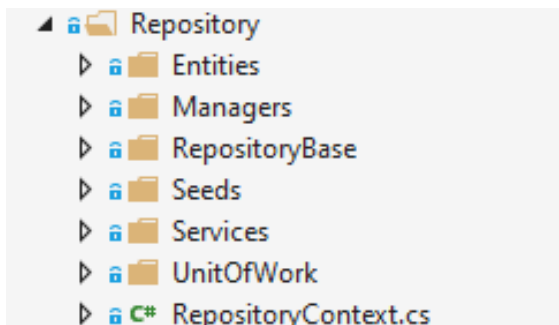 Repository
Entities
Managers
RepositoryBase
Seeds
Services
UnitOfWork
C# RepositoryContext.cs